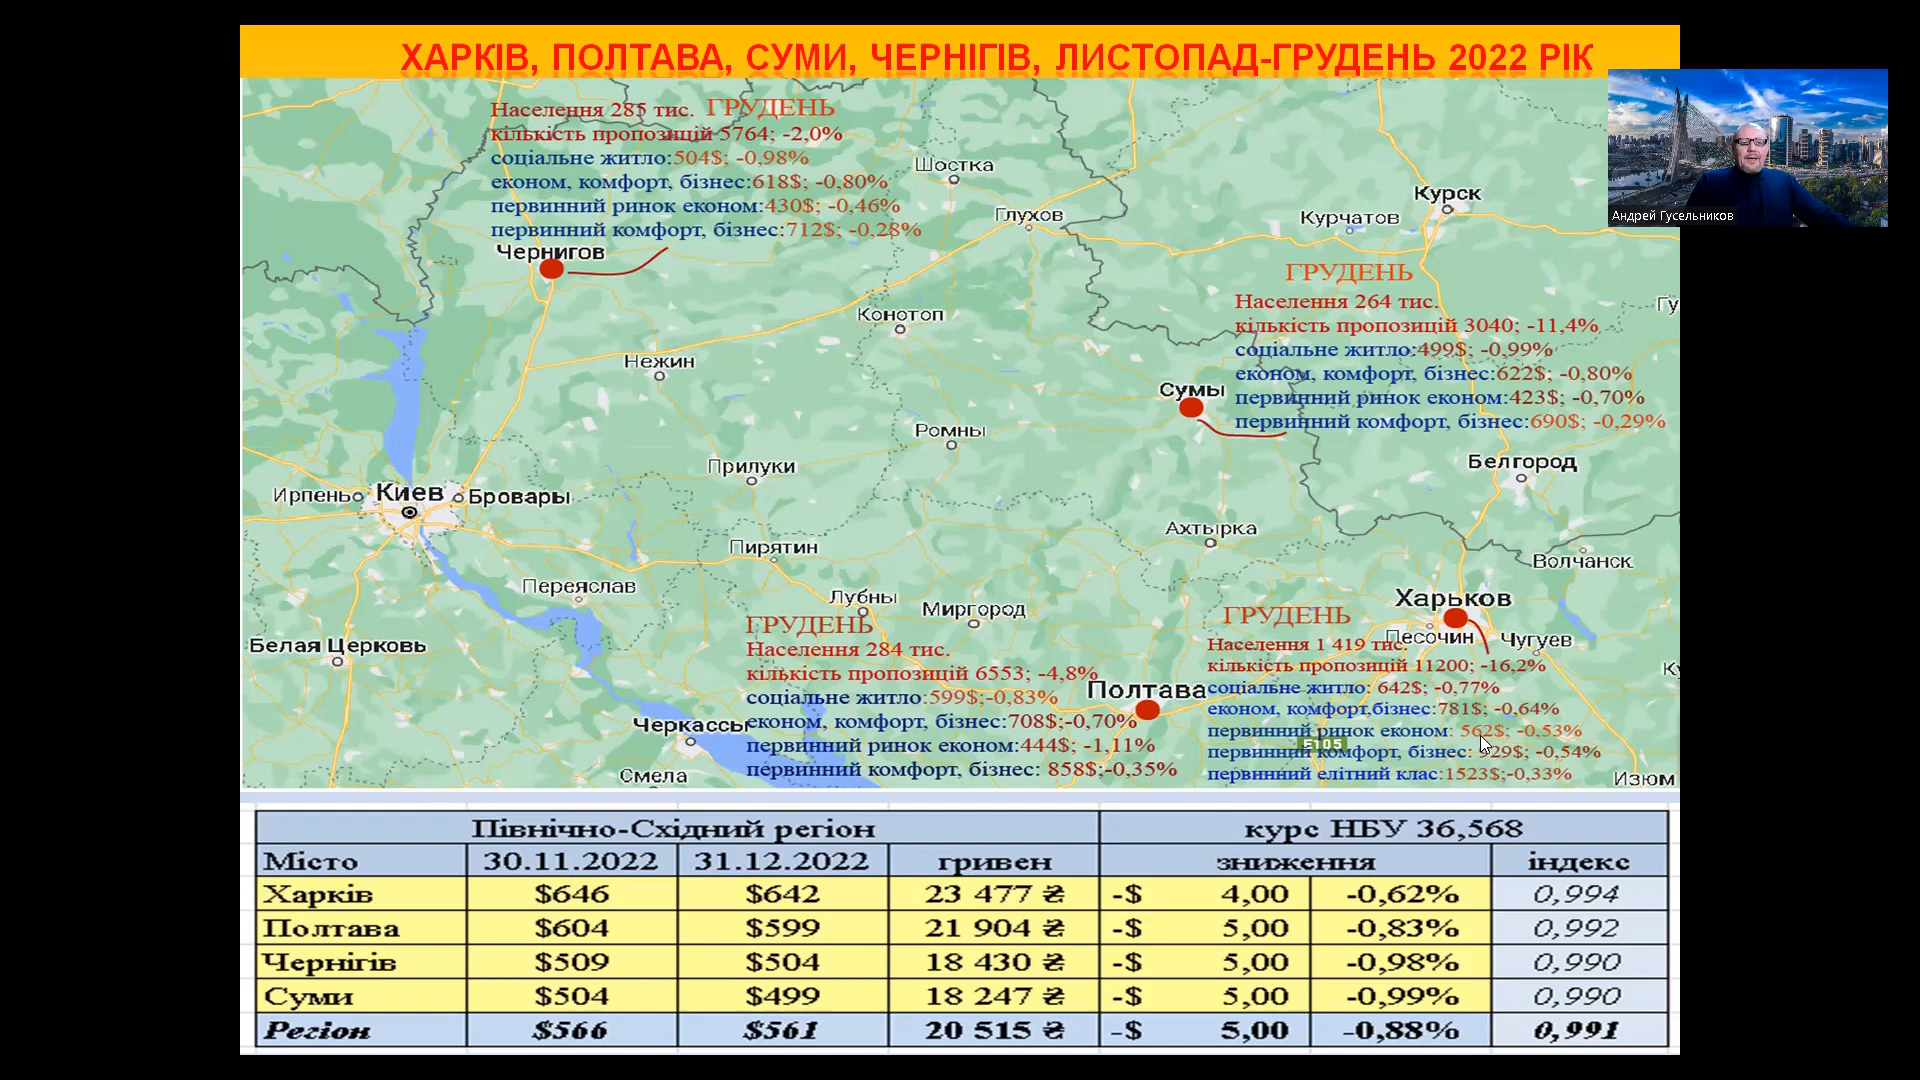 ХАРКІВ, ПОЛТАВА, СУМИ, ЧЕРНІГІВ, ЛИСТОПАД-ГРУДЕНЬ 2022 РІК
Андрей Гусельников
Населення 285 тис. ГРУДЕНЬ
кількість пропозицій 5764; -2,0%
соціальне житло:504$; -0,98%
економ, комфорт, бізнес:618$; -0,80%
первинний ринок економ:430$; -0,46%
первинний комфорт, бізнес:712$; -0,28%
Чернигов
Шостка
Глухов
Курск
Курчатов
ГРУДЕНЬ
Населення 264 тис.
кількість пропозицій 3040; -11,4%
соціальне житло:499$; -0,99%
економ, комфорт, бізнес:622$; -0,80%
первинний ринок економ:423$; -0,70%
первинний комфорт, бізнес:690$; -0,29%
Гу
Конотоп
Нежин
Сумы
Ромны
Прилуки
Белгород
Ирпень
Киев
Бровары
Ахтырка
Пирятин
Волчанск
Переяслав
Лубны
Миргород
Харьков
Песочин
Чугуев
Белая Церковь
ГРУДЕНЬ
Населення 284 тис.
кількість пропозицій 6553; -4,8%
соціальне житло:599$;-0,83%
економ, комфорт, бізнес:708$;-0,70%
первинний ринок економ:444$; -1,11%
первинний комфорт, бізнес: 858$;-0,35%
Полтава
Черкассы
Смела
ГРУДЕНЬ
Населення 1 419 тис.
кількість пропозицій 11200; -16,2%
соціальне житло: 642$; -0,77%
економ, комфорт,бізнес:781$; -0,64%
первинний ринок економ: 562$; -0,53%
первинний комфорт, бізнес: 929$; -0,54%
первинний елітний клас:1523$;-0,33%
E105
Изюм
Північно-Східний регіон курс НБУ 36,568
Місто 30.11.2022 31.12.2022 гривен зниження індекс
Харків $646 $642 23 477 ₴ -$ 4,00 -0,62% 0,994
Полтава $604 $599 21 904 ₴ -$ 5,00 -0,83% 0,992
Чернігів $509 $504 18 430 ₴ -$ 5,00 -0,98% 0,990
Суми $504 $499 18 247 ₴ -$ 5,00 -0,99% 0,990
Регіон $566 $561 20 515 ₴ -$ 5,00 -0,88% 0,991